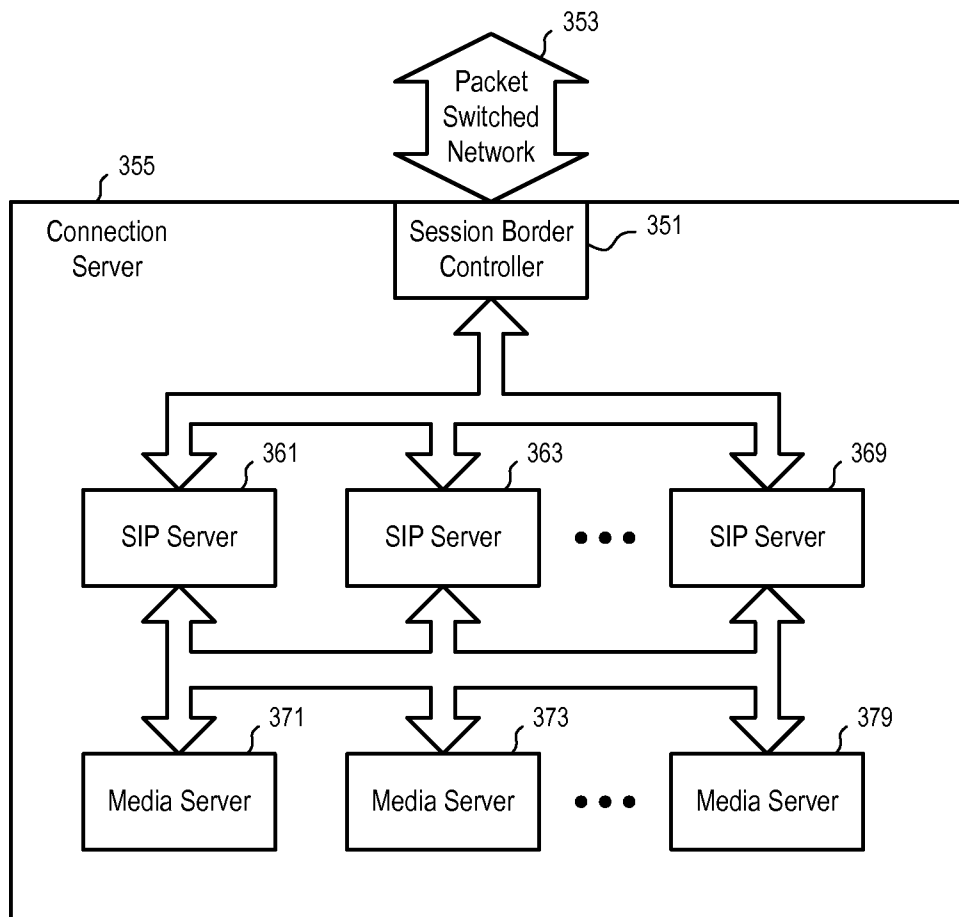 353
Packet
Switched
Network
355
Connection
Server
Session Border
Controller
351
361
363
369
SIP Server
SIP Server
SIP Server
371
373
379
Media Server
Media Server
Media Server